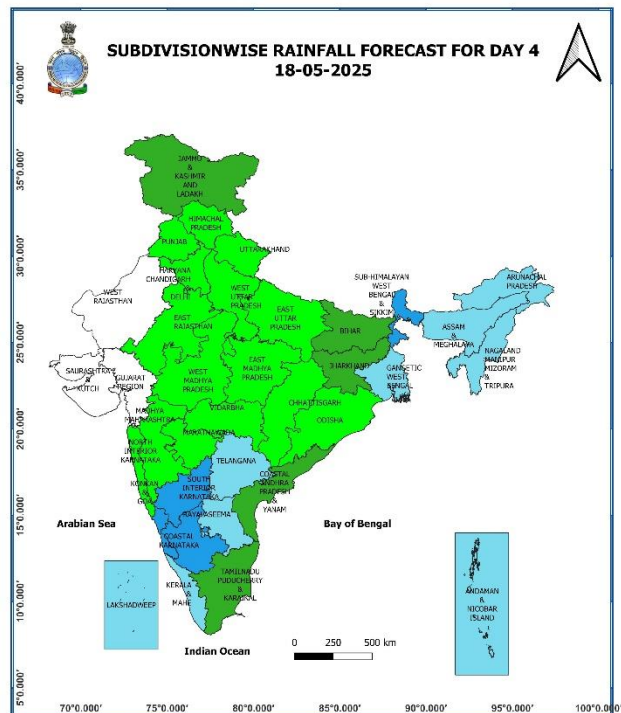 SUBDIVISIONWISE RAINFALL FORECAST FOR DAY 4
18-05-2025
40°0.000'
35°0.000'
30°0.000'
25°0.000'
20°0.000'
15°0.000'
10°0.000'
5°0.000'
JAMMU
&
KASHMIR
AND
LADAKH
HIMACHAL
PRADESH
PUNJAB
UTTARAKHAND
HARYANA
CHANDIGARH
&
DELHI
WEST
RAJASTHAN
WEST
UTTAR
PRADESH
EAST
UTTAR
PRADESH
EAST
RAJASTHAN
SUB-HIMALAYAN
WEST
BENGAL
&
SIKKIM
ARUNACHAL
PRADESH
BIHAR
ASSAM
&
MEGHALAYA
NAGALAND
MANIPUR
MIZORAM
&
TRIPURA
JHARKHAND
GANGETIC
WEST
BENGAL
SAURASHTRA
&
KUTCH
GUJARAT
REGION
WEST
MADHYA
PRADESH
EAST
MADHYA
PRADESH
CHHATTISGARH
ODISHA
VIDARBHA
MADHYA
MAHARASHTRA
MARATHAWADA
NORTH
INTERIOR
KARNATAKA
KONKAN
&
GOA
TELANGANA
SOUTH
INTERIOR
KARNATAKA
COASTAL
ANDHRA
PRADESH
&
YANAM
RAYALASEEMA
COASTAL
KARNATAKA
Arabian Sea
Bay of Bengal
TAMILNADU
PUDUCHERRY
&
KARAIKAL
KERALA
&
MAHE
LAKSHADWEEP
ANDAMAN
&
NICOBAR
ISLAND
Indian Ocean
0 250 500 km
70°0.000' 75°0.000' 80°0.000' 85°0.000' 90°0.000' 95°0.000' 100°0.000'